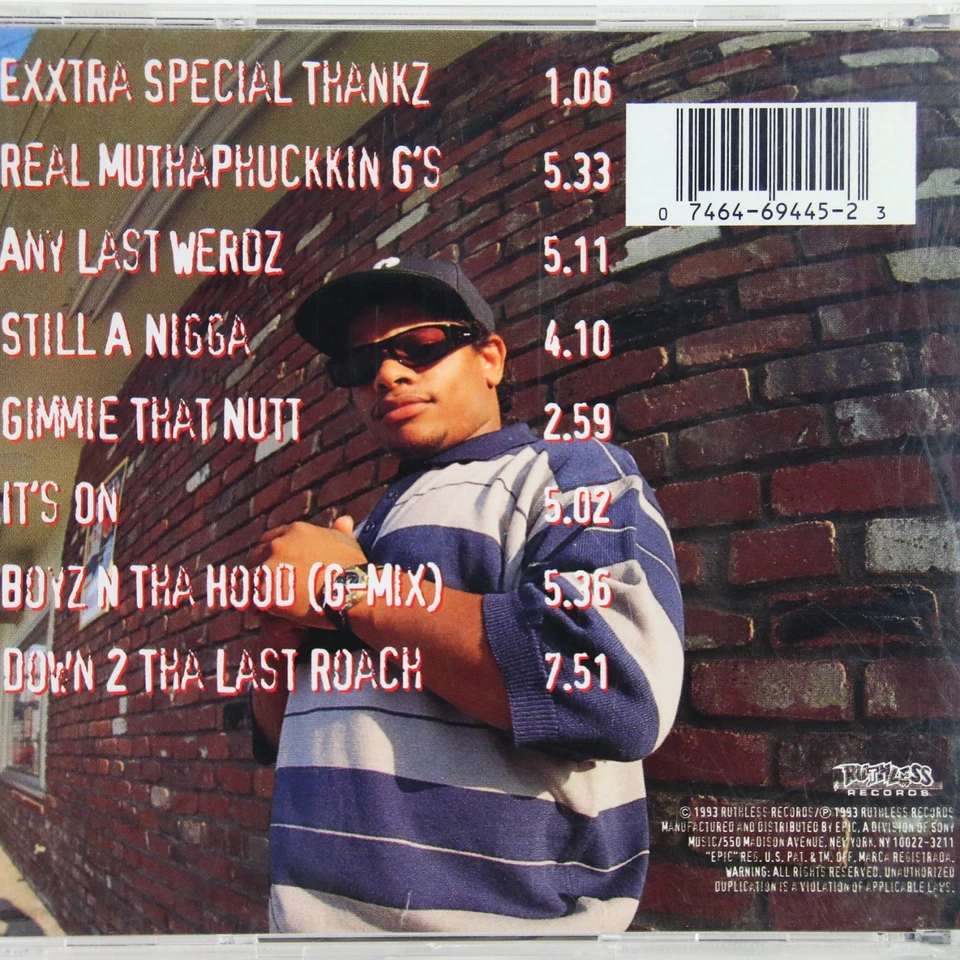 EXXTRA SPECIAL THANKZ 1.06
REAL MUTHAPHUCKKIN G'S 5.33
ANY LAST WERDZ 5.11
STILL A NIGGA 4.10
GIMMIE THAT NUTT 2.59
IT'S ON 5.02
BOYZ N THA HOOD (G-MIX) 5.36
DOWN 2 THA LAST ROACH 7.51
0 7464-69445-2 3
RUTHLESS
RECORDS
© 1993 RUTHLESS RECORDS/℗ 1993 RUTHLESS RECORDS
MANUFACTURED AND DISTRIBUTED BY EPIC, A DIVISION OF SONY
MUSIC/550 MADISON AVENUE, NEW YORK, NY 10022-3211
"EPIC" REG. U.S. PAT. & TM. OFF. MARCA REGISTRADA.
WARNING: ALL RIGHTS RESERVED. UNAUTHORIZED
DUPLICATION IS A VIOLATION OF APPLICABLE LAWS.